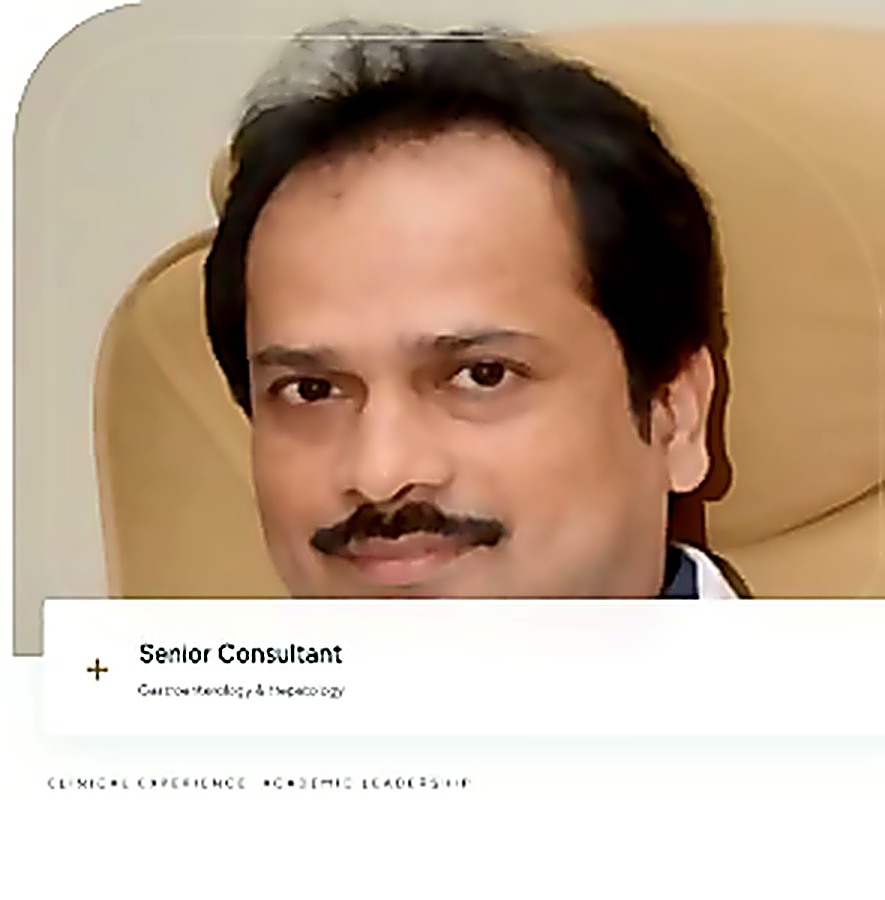 Senior Consultant
Gastroenterology & Hepatology
CLINICAL EXPERIENCE. ACADEMIC LEADERSHIP